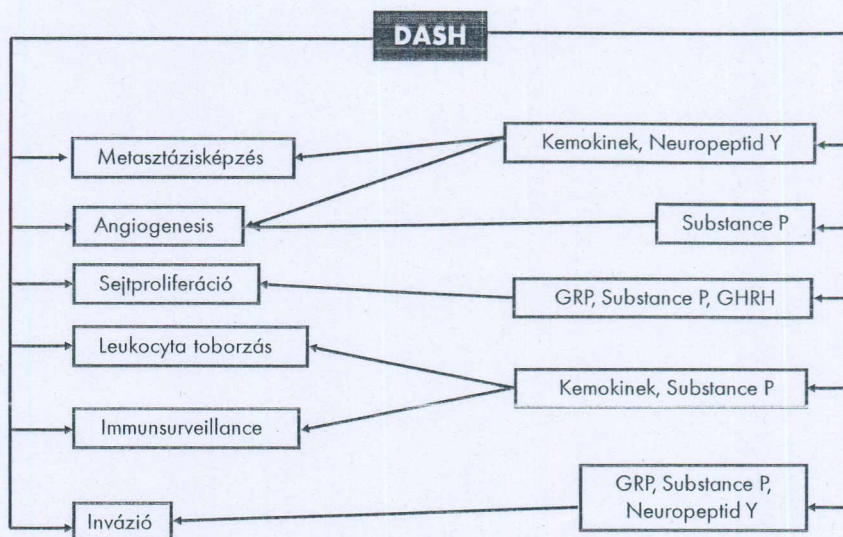 DASH
Metasztázisképzés
Kemokinek, Neuropeptid Y
Angiogenesis
Substance P
Sejtproliferáció
GRP, Substance P, GHRH
Leukocyta toborzás
Kemokinek, Substance P
Immunsurveillance
GRP, Substance P,
Neuropeptid Y
Invázió